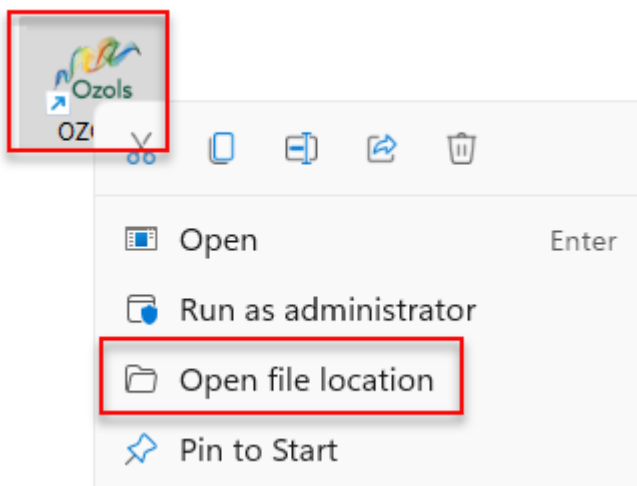 Ozols
Open Enter
Run as administrator
Open file location
Pin to Start